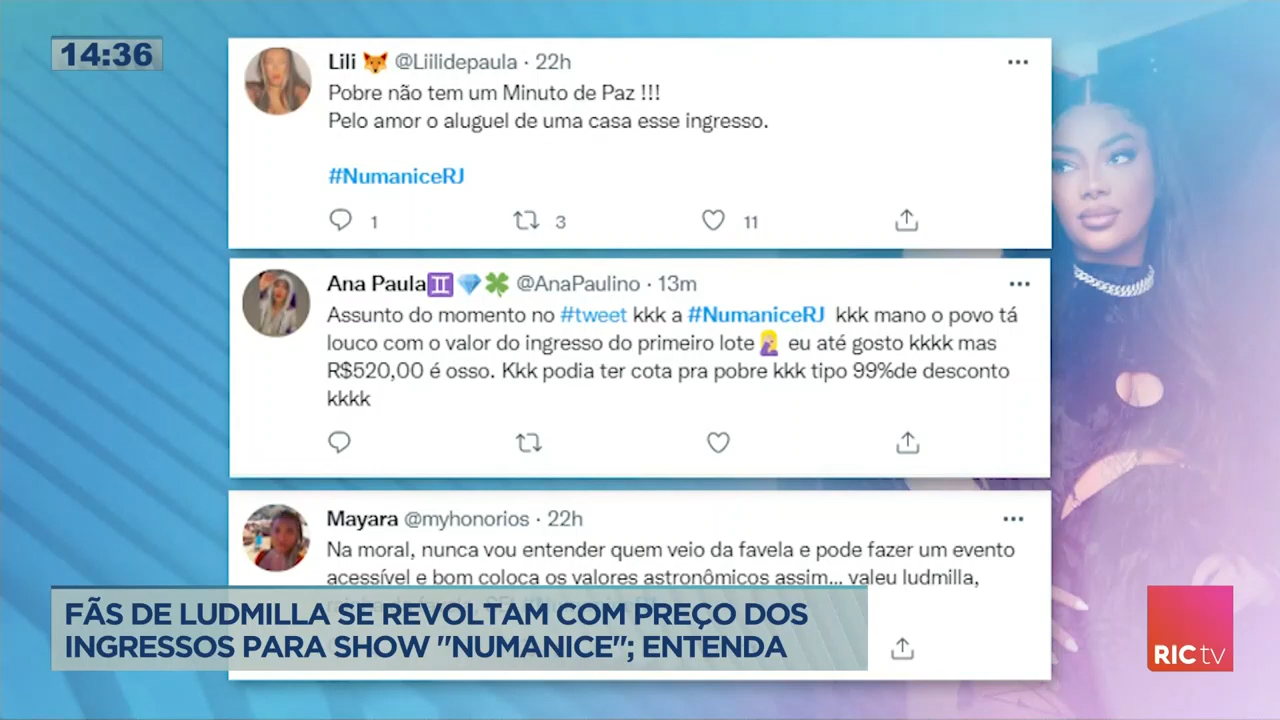 14:36
Lili 🦊 @Liilidepaula · 22h
Pobre não tem um Minuto de Paz !!!
Pelo amor o aluguel de uma casa esse ingresso.
#NumaniceRJ
1 3 11
Ana Paula♊💎🍀 @AnaPaulino · 13m
Assunto do momento no #tweet kkk a #NumaniceRJ kkk mano o povo tá
louco com o valor do ingresso do primeiro lote🤦🏼‍♀️ eu até gosto kkkk mas
R$520,00 é osso. Kkk podia ter cota pra pobre kkk tipo 99%de desconto
kkkk
Mayara @myhonorios · 22h
Na moral, nunca vou entender quem veio da favela e pode fazer um evento
acessível e bom coloca os valores astronômicos assim... valeu ludmilla,
FÃS DE LUDMILLA SE REVOLTAM COM PREÇO DOS
INGRESSOS PARA SHOW "NUMANICE"; ENTENDA
RIC tv